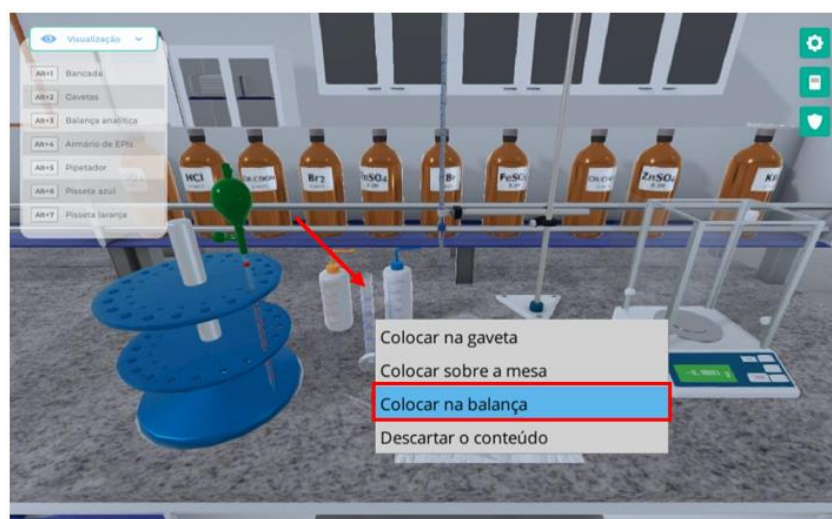 Visualização
Alt+1 Bancada
Alt+2 Gavetas
Alt+3 Balança analítica
Alt+4 Armário de EPIs
Alt+5 Pipetador
Alt+6 Pisseta azul
Alt+7 Pisseta laranja
HCl
Br2
FeSO
ZnSO4
Colocar na gaveta
Colocar sobre a mesa
Colocar na balança
Descartar o conteúdo